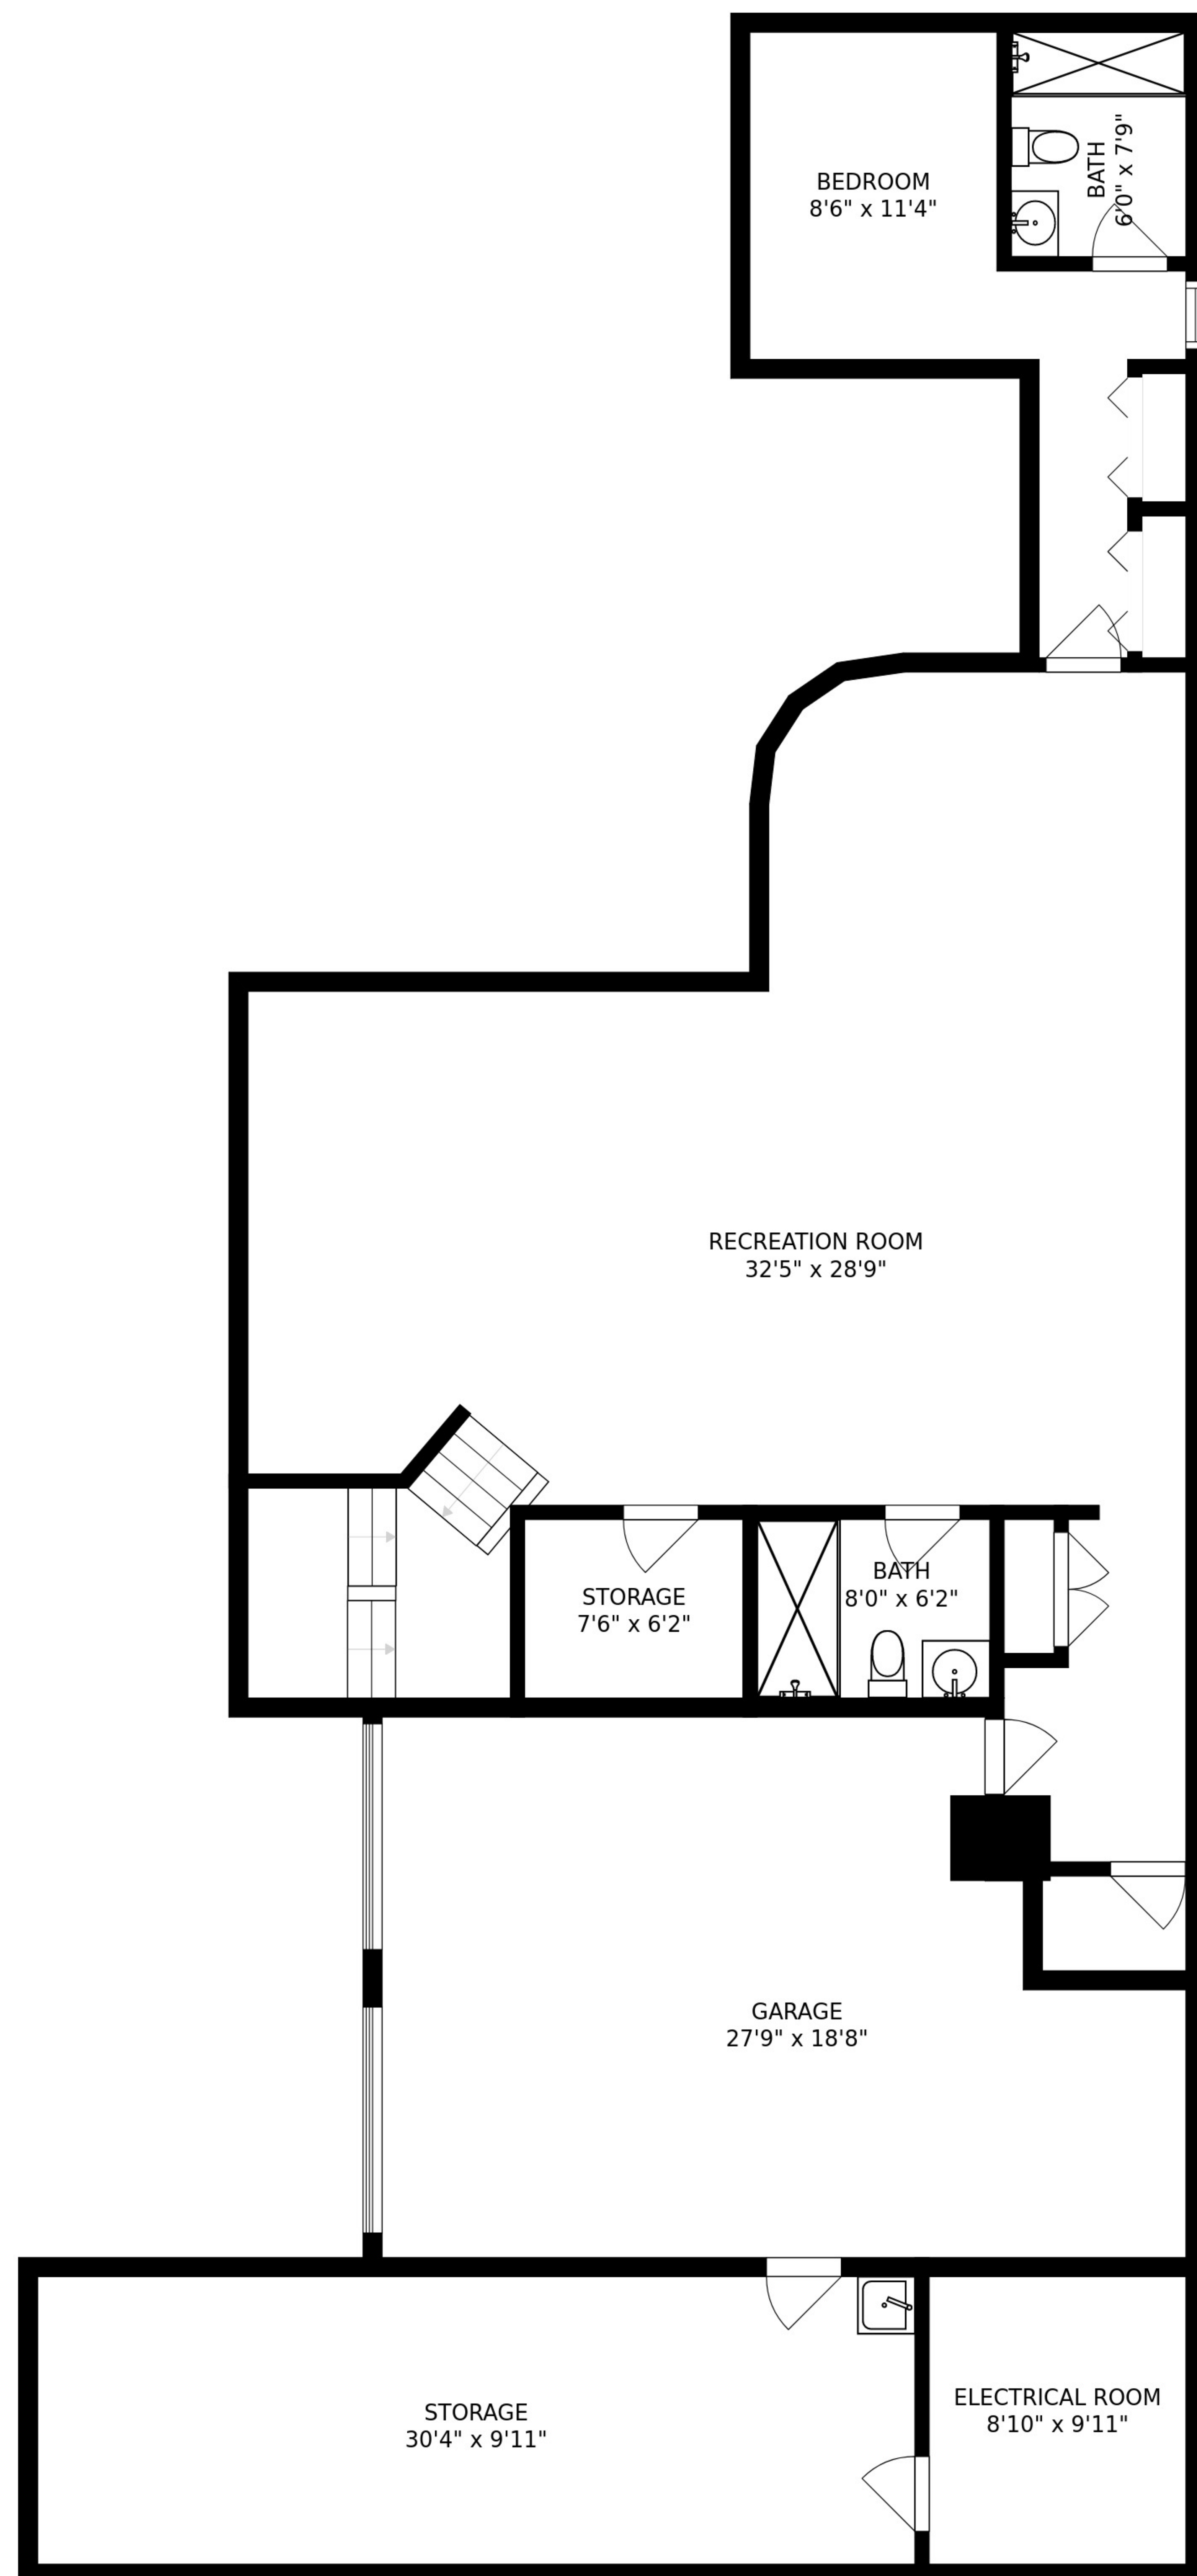 BEDROOM
8'6" x 11'4"
BATH
6'0" x 7'9"
RECREATION ROOM
32'5" x 28'9"
STORAGE
7'6" x 6'2"
BATH
8'0" x 6'2"
GARAGE
27'9" x 18'8"
STORAGE
30'4" x 9'11"
ELECTRICAL ROOM
8'10" x 9'11"